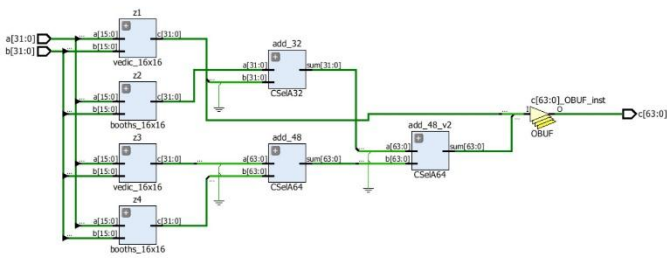 z1
a[15:0] c[31:0]
b[15:0]
vedic_16x16
a[31:0]
b[31:0]
z2
a[15:0] c[31:0]
b[15:0]
booths_16x16
z3
a[15:0] c[31:0]
b[15:0]
vedic_16x16
z4
a[15:0] c[31:0]
b[15:0]
booths_16x16
add_32
a[31:0] sum[31:0]
b[31:0]
CSelA32
add_48
a[63:0] sum[63:0]
b[63:0]
CSelA64
add_48_v2
a[63:0] sum[63:0]
b[63:0]
CSelA64
c[63:0]_OBUF_inst
I O
OBUF
c[63:0]